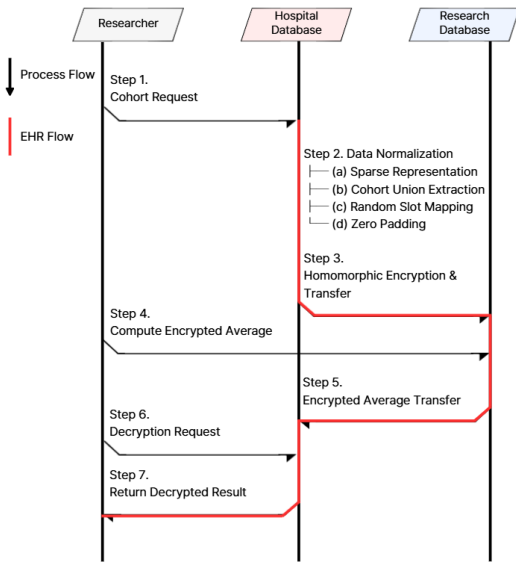 Researcher
Hospital
Database
Research
Database
Process Flow
EHR Flow
Step 1.
Cohort Request
Step 2. Data Normalization
(a) Sparse Representation
(b) Cohort Union Extraction
(c) Random Slot Mapping
(d) Zero Padding
Step 3.
Homomorphic Encryption &
Transfer
Step 4.
Compute Encrypted Average
Step 5.
Encrypted Average Transfer
Step 6.
Decryption Request
Step 7.
Return Decrypted Result